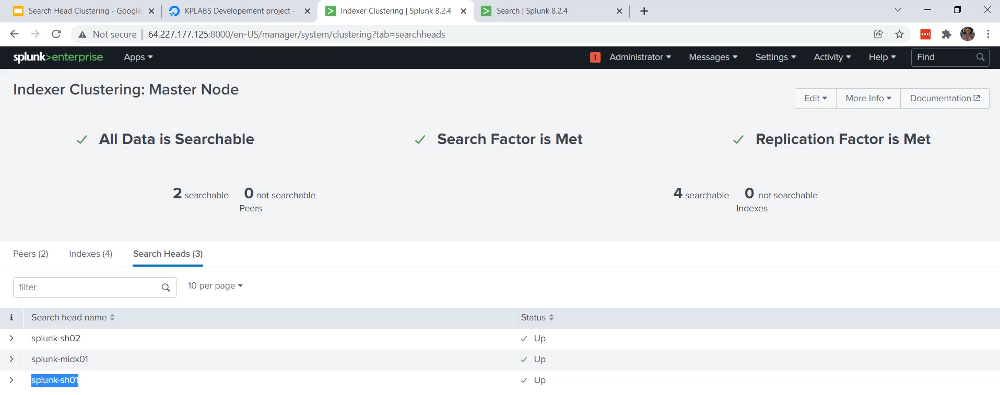 Search Head Clustering - Google
KPLABS Developement project -
Indexer Clustering | Splunk 8.2.4
Search | Splunk 8.2.4
Not secure | 64.227.177.125:8000/en-US/manager/system/clustering?tab=searchheads
splunk>enterprise Apps
! Administrator Messages Settings Activity Help Find
Indexer Clustering: Master Node
Edit More Info Documentation
All Data is Searchable
Search Factor is Met
Replication Factor is Met
2 searchable 0 not searchable
Peers
4 searchable 0 not searchable
Indexes
Peers (2) Indexes (4) Search Heads (3)
filter 10 per page
i Search head name Status
splunk-sh02 Up
splunk-midx01 Up
splunk-sh01 Up